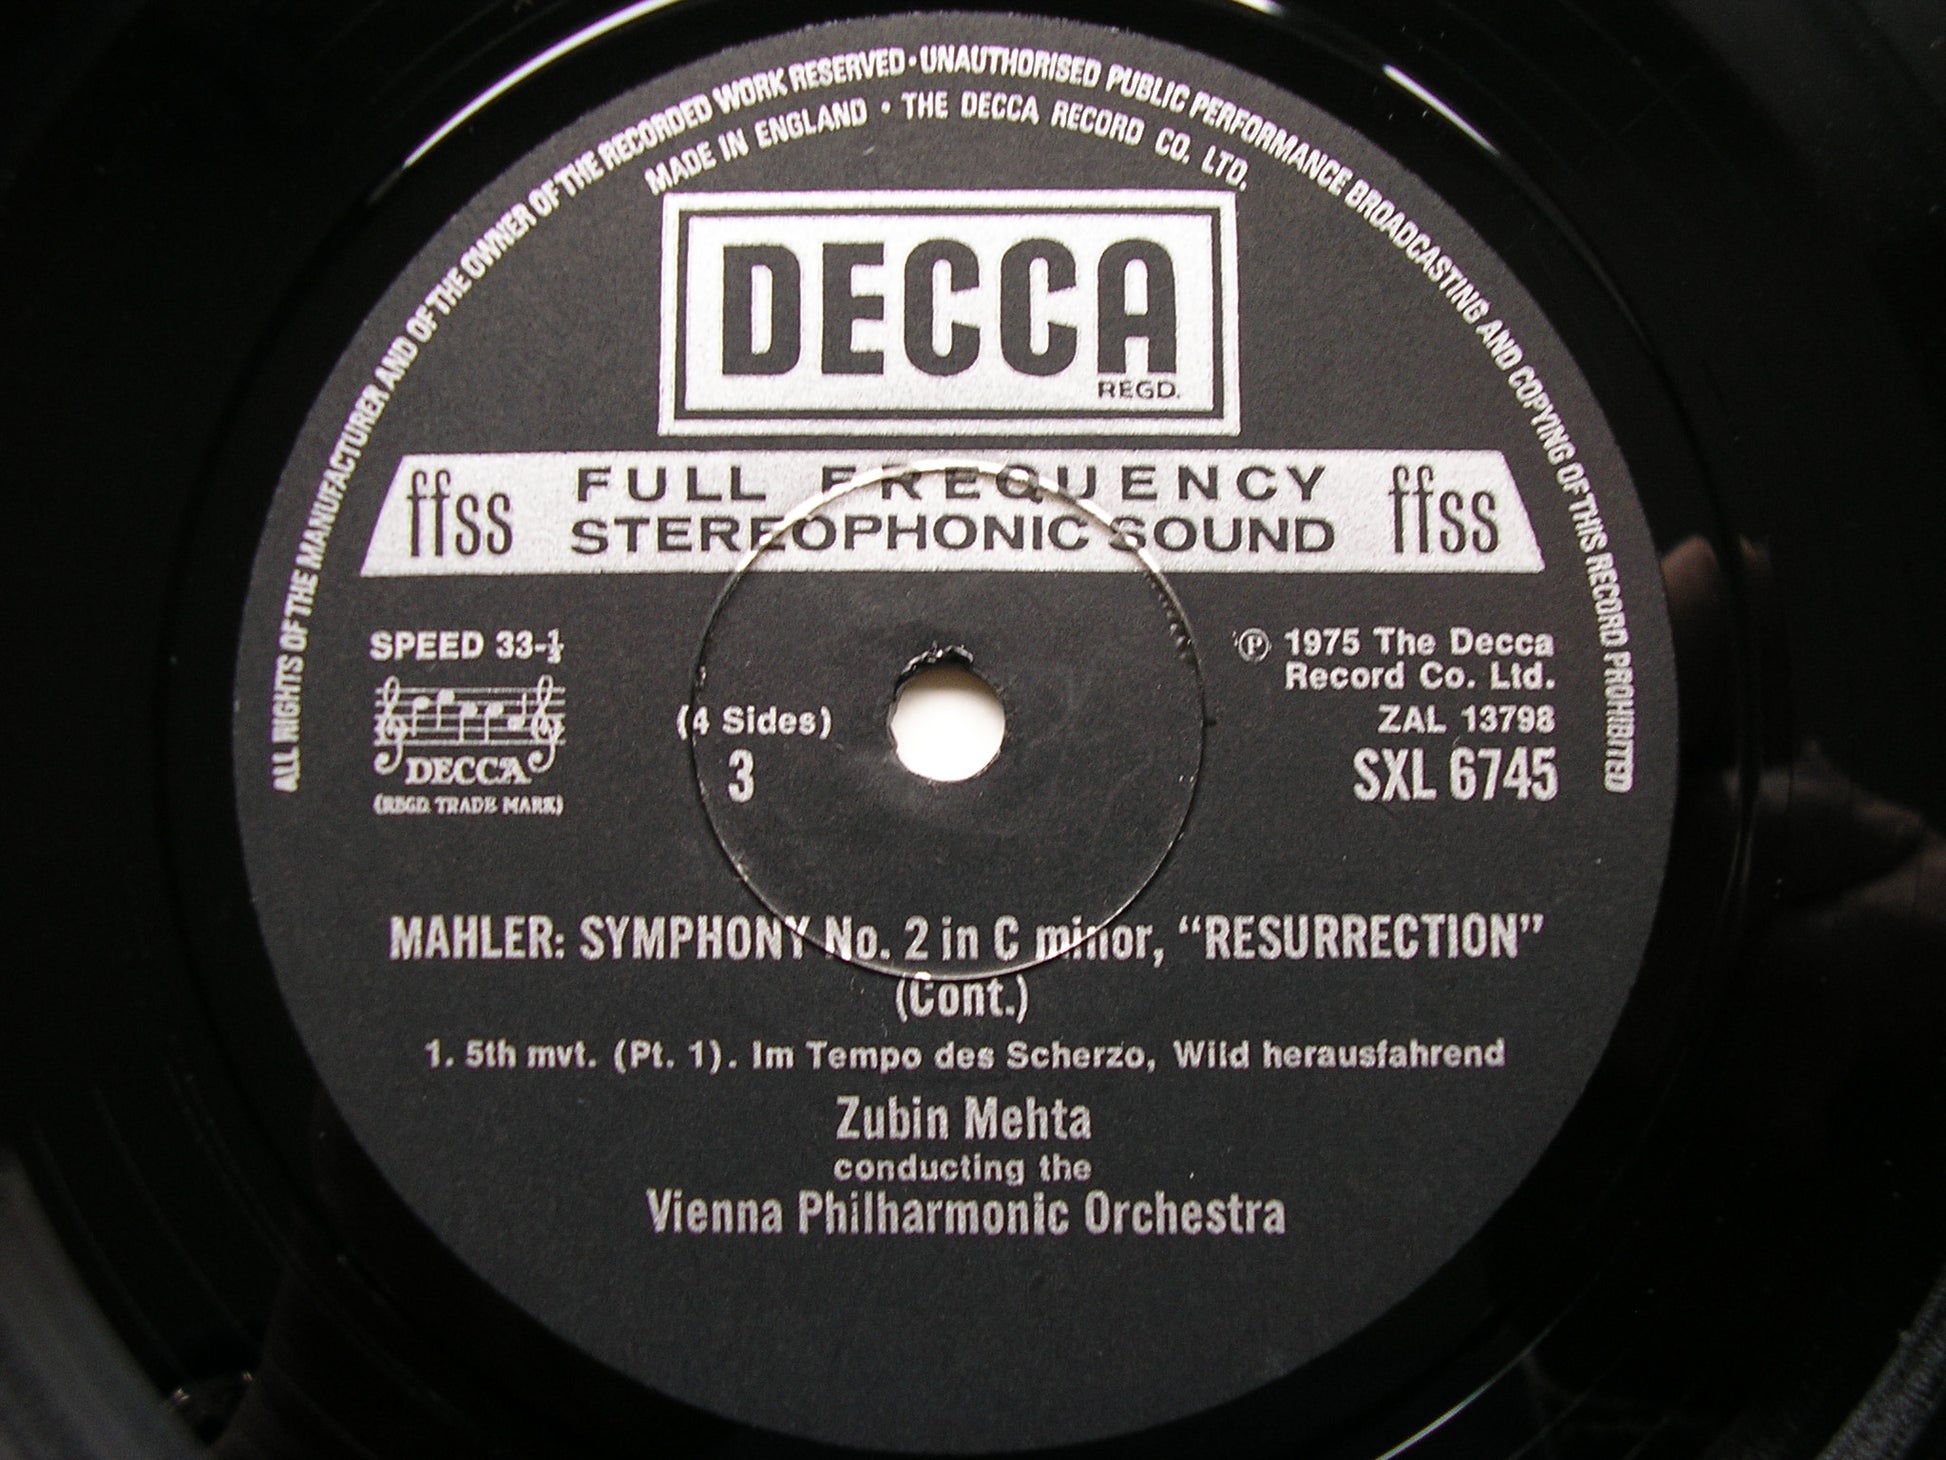 ALL RIGHTS OF THE MANUFACTURER AND OF THE OWNER OF THE RECORDED WORK RESERVED · UNAUTHORISED PUBLIC PERFORMANCE BROADCASTING AND COPYING OF THIS RECORD PROHIBITED
MADE IN ENGLAND · THE DECCA RECORD CO. LTD.
DECCA
REGD.
ffss FULL FREQUENCY STEREOPHONIC SOUND ffss
SPEED 33-⅓
DECCA
(REGD. TRADE MARK)
(4 Sides)
3
Ⓟ 1975 The Decca
Record Co. Ltd.
ZAL 13798
SXL 6745
MAHLER: SYMPHONY No. 2 in C minor, “RESURRECTION”
(Cont.)
1. 5th mvt. (Pt. 1). Im Tempo des Scherzo, Wild herausfahrend
Zubin Mehta
conducting the
Vienna Philharmonic Orchestra